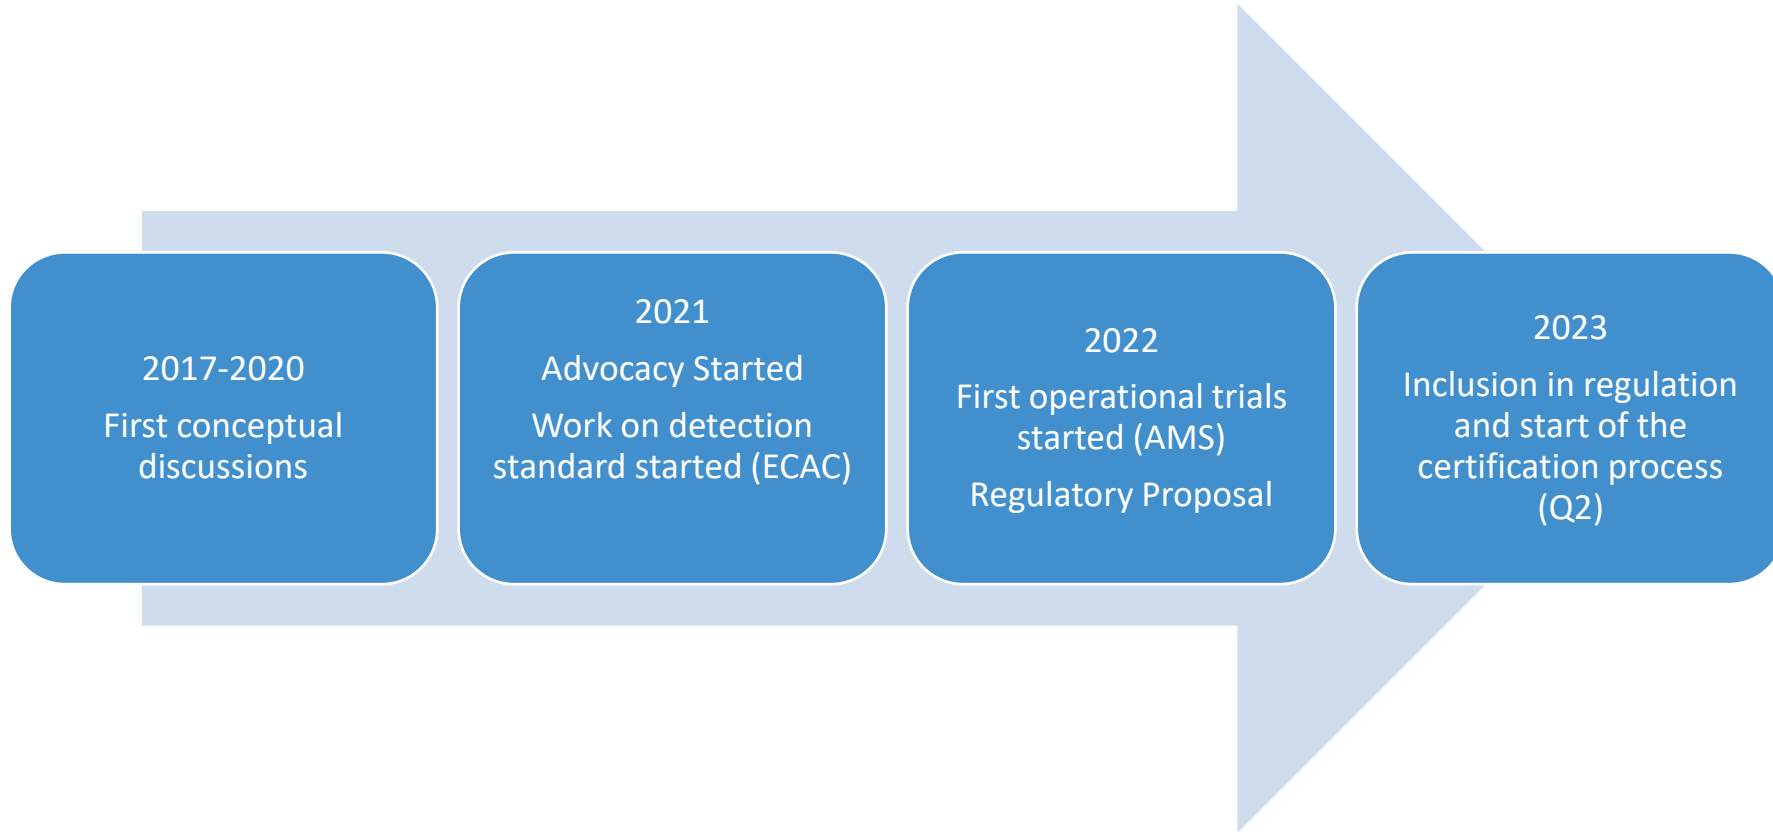 2017-2020
First conceptual
discussions
2021
Advocacy Started
Work on detection
standard started (ECAC)
2022
First operational trials
started (AMS)
Regulatory Proposal
2023
Inclusion in regulation
and start of the
certification process
(Q2)